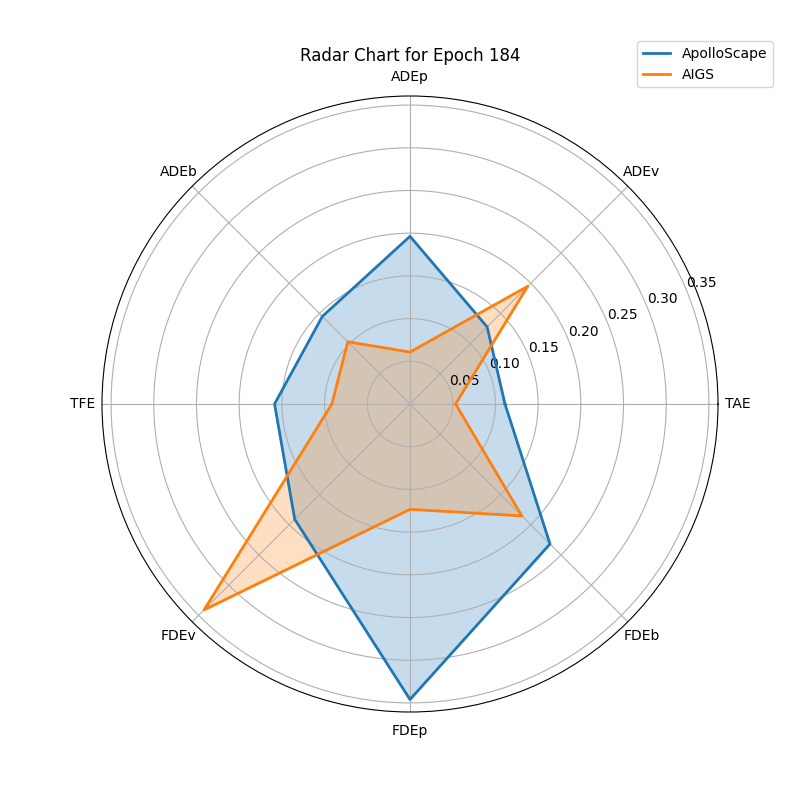 Radar Chart for Epoch 184
ApolloScape
AIGS
ADEp
ADEb
ADEv
0.35
0.30
0.25
0.20
0.15
0.10
0.05
TFE
TAE
FDEv
FDEb
FDEp